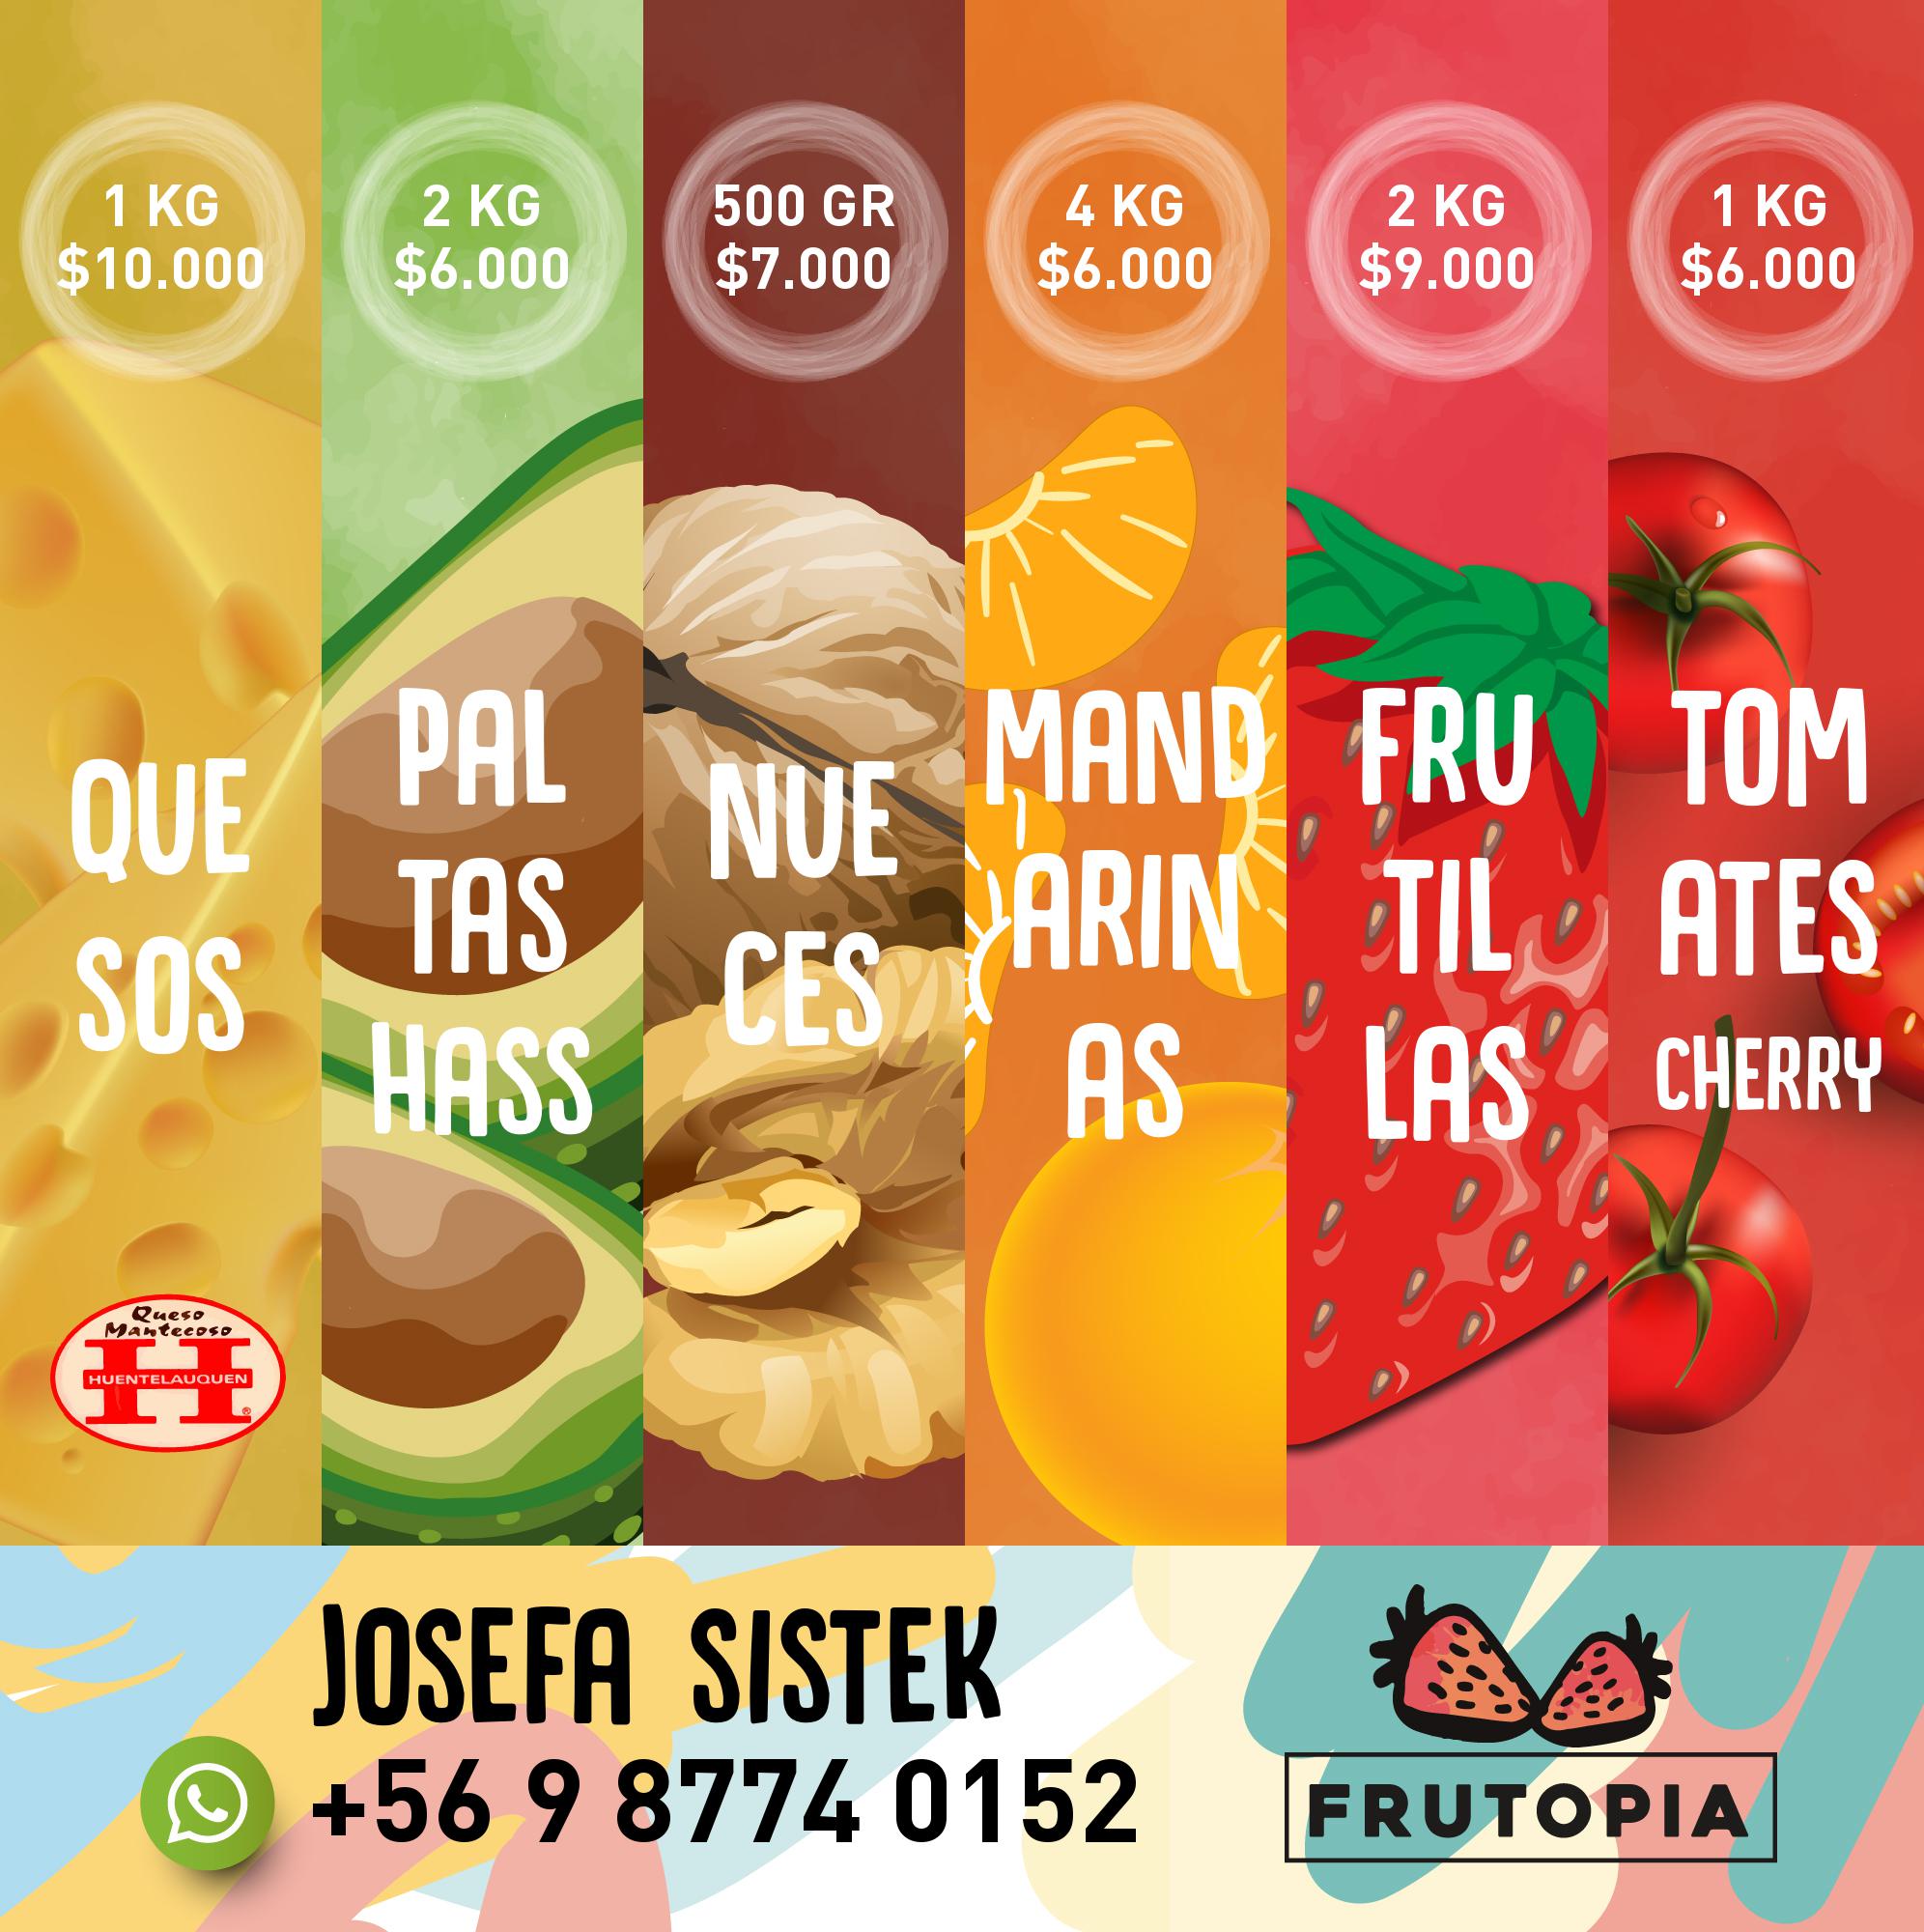 1 KG
$10.000
QUE
SOS
Queso
Mantecoso
H
HUENTELAUQUEN
®
2 KG
$6.000
PAL
TAS
HASS
500 GR
$7.000
NUE
CES
4 KG
$6.000
MAND
ARIN
AS
2 KG
$9.000
FRU
TIL
LAS
1 KG
$6.000
TOM
ATES
CHERRY
JOSEFA SISTEK
+56 9 8774 0152
FRUTOPIA